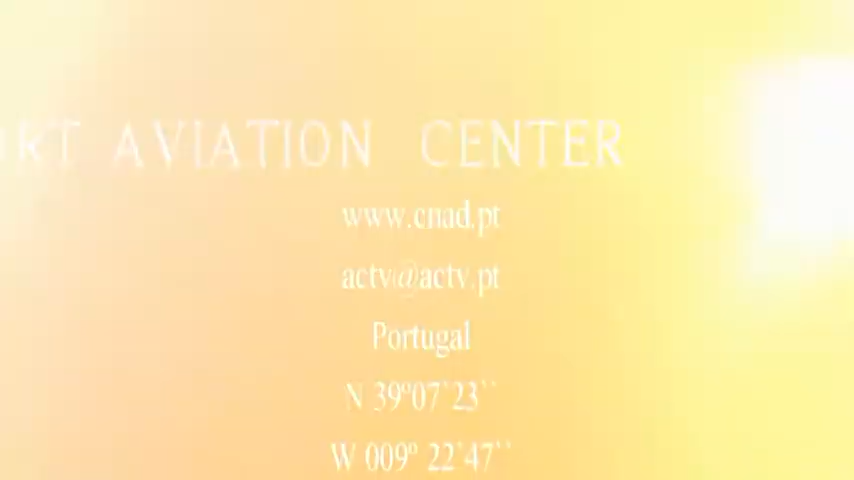 AVIATION CENTER
www.cnad.pt
actv@actv.pt
Portugal
N 39º07`23``
W 009º 22`47``